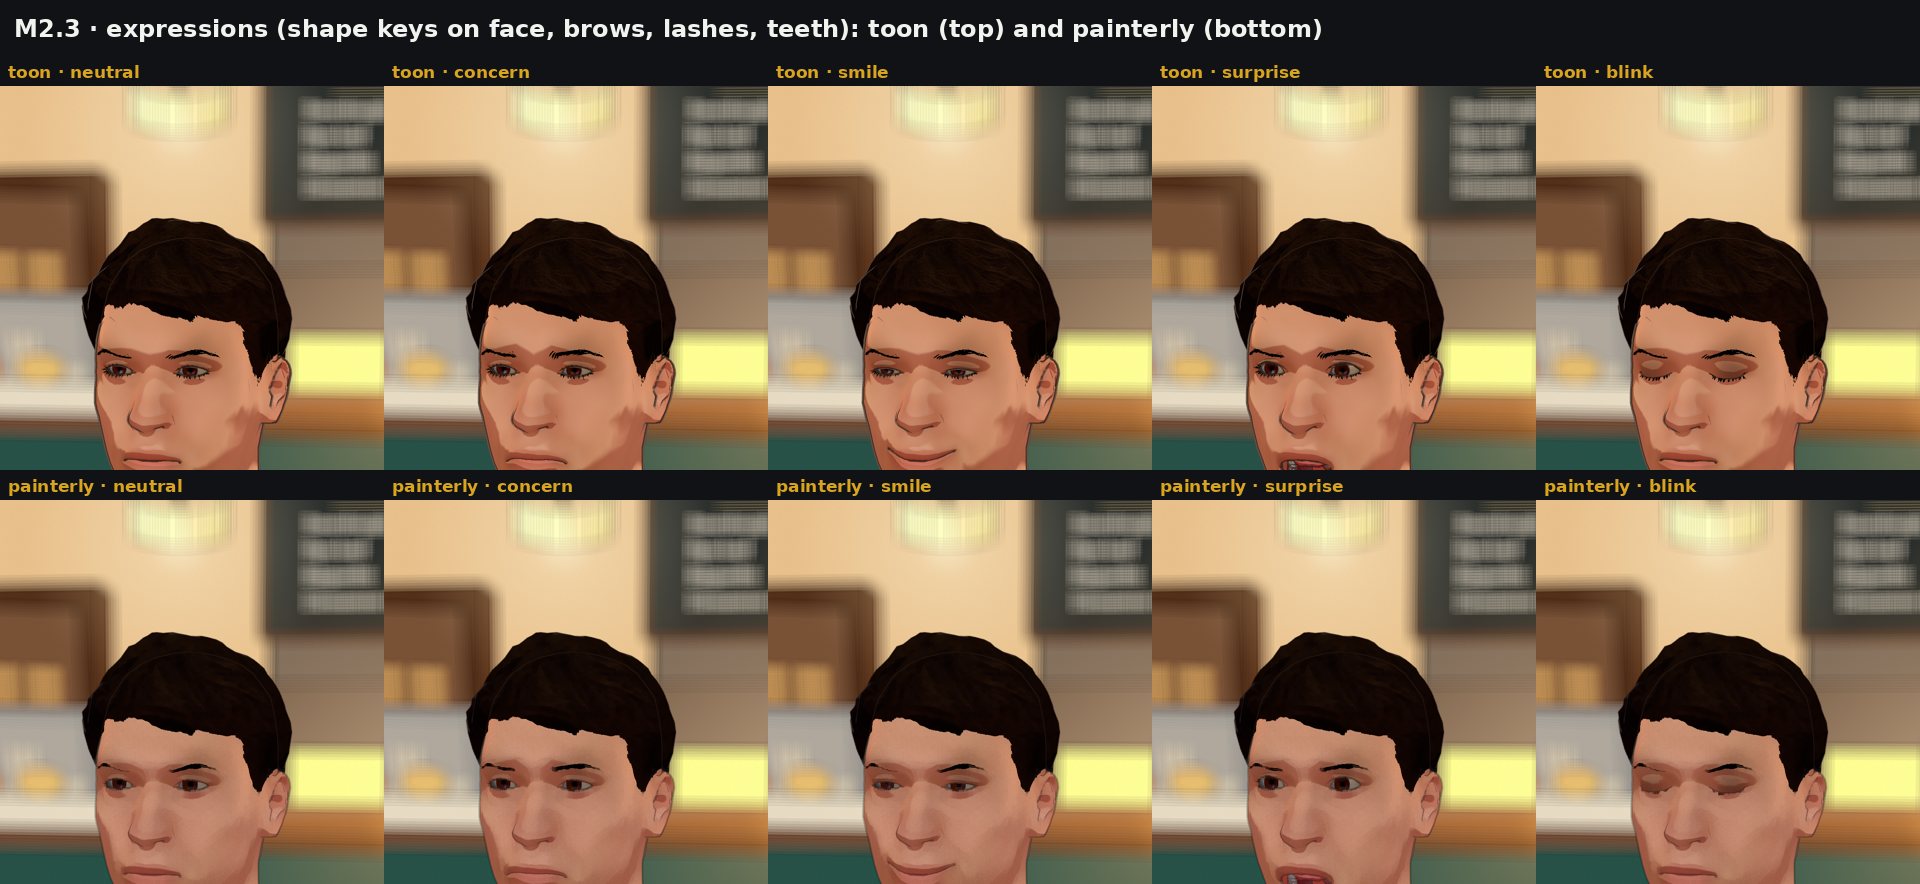 M2.3 · expressions (shape keys on face, brows, lashes, teeth): toon (top) and painterly (bottom)
toon · neutral
toon · concern
toon · smile
toon · surprise
toon · blink
painterly · neutral
painterly · concern
painterly · smile
painterly · surprise
painterly · blink